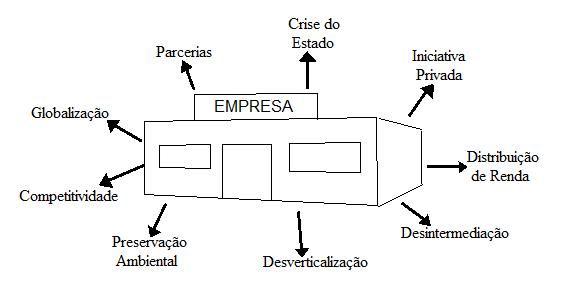 Crise do
Estado
Parcerias
Iniciativa
Privada
EMPRESA
Globalização
Distribuição
de Renda
Competitividade
Desintermediação
Preservação
Ambiental
Desverticalização